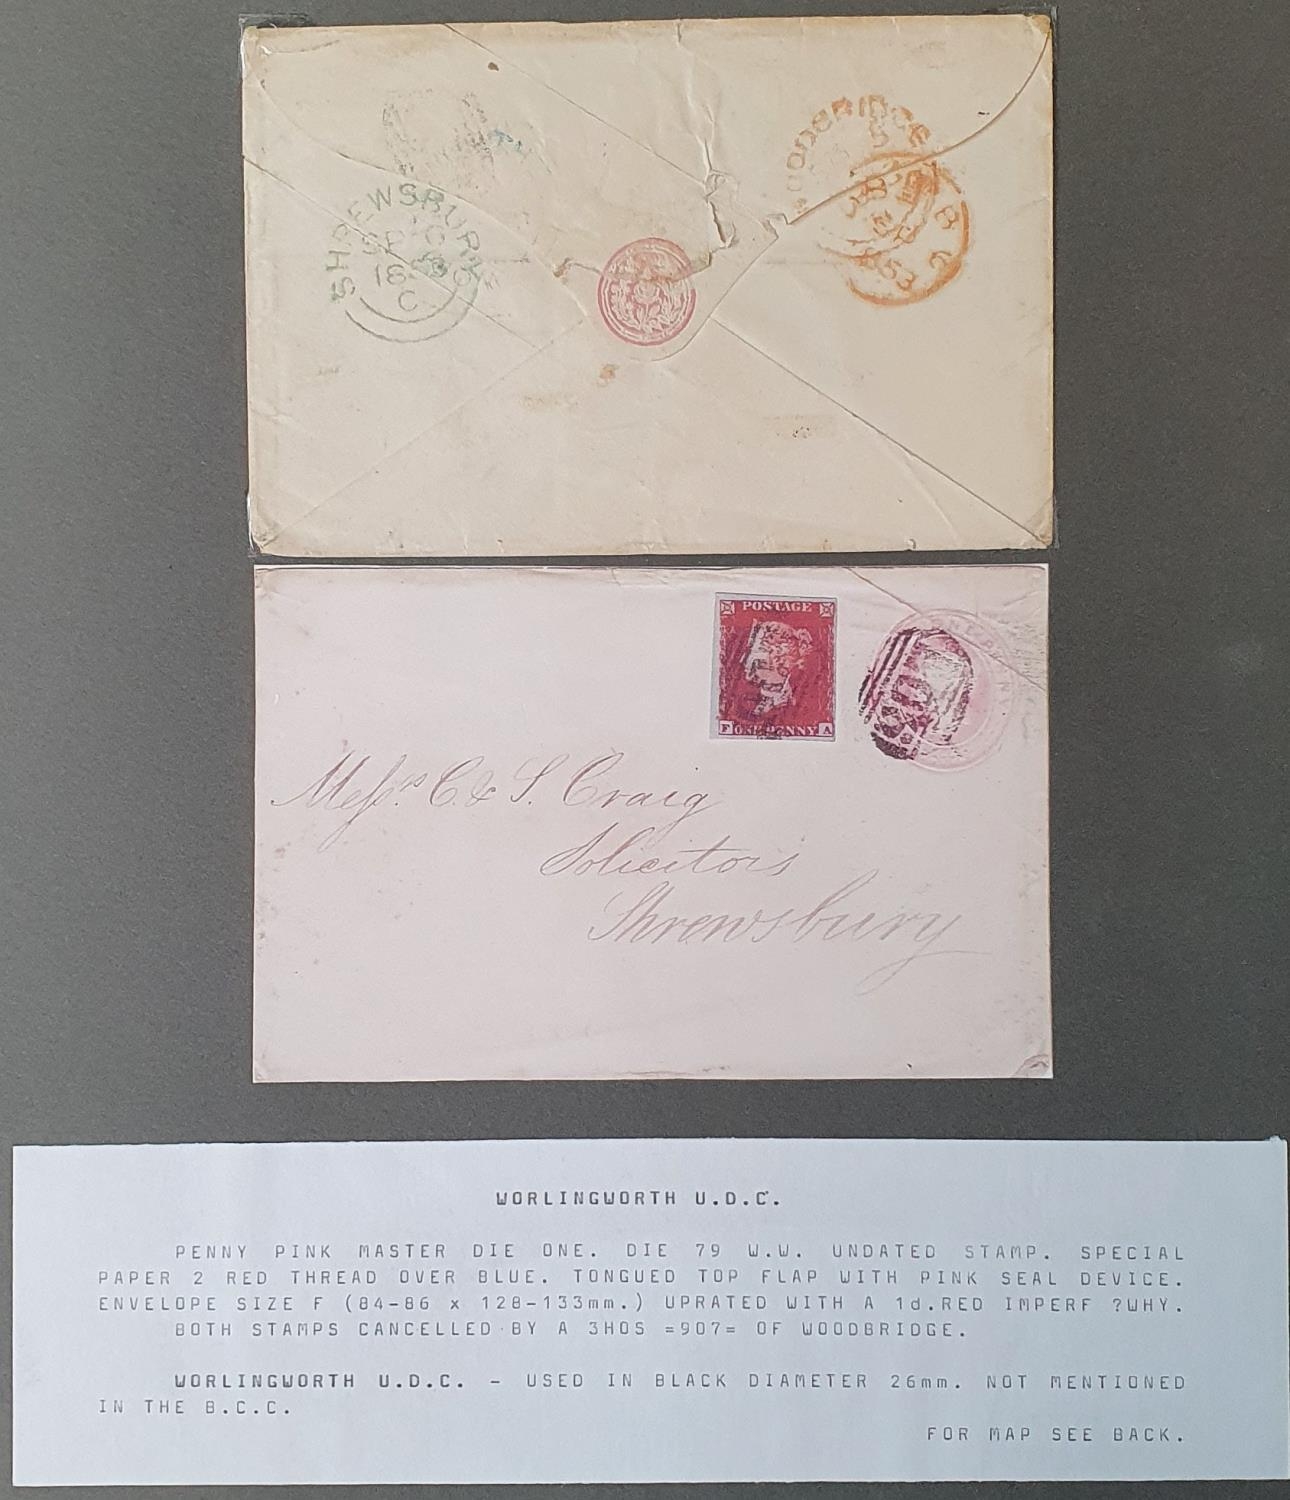 SHREWSBURY
SP
C
WOODBRIDGE
1853
POSTAGE
F ONE PENNY A
ONE PENNY
907
Messrs. C. & S. Craig
Solicitors
Shrewsbury
WORLINGWORTH U.D.C.
PENNY PINK MASTER DIE ONE. DIE 79 W.W. UNDATED STAMP. SPECIAL
PAPER 2 RED THREAD OVER BLUE. TONGUED TOP FLAP WITH PINK SEAL DEVICE.
ENVELOPE SIZE F (84-86 x 128-133mm.) UPRATED WITH A 1d.RED IMPERF ?WHY.
BOTH STAMPS CANCELLED BY A 3HOS =907= OF WOODBRIDGE.
WORLINGWORTH U.D.C. - USED IN BLACK DIAMETER 26mm. NOT MENTIONED
IN THE B.C.C.
FOR MAP SEE BACK.